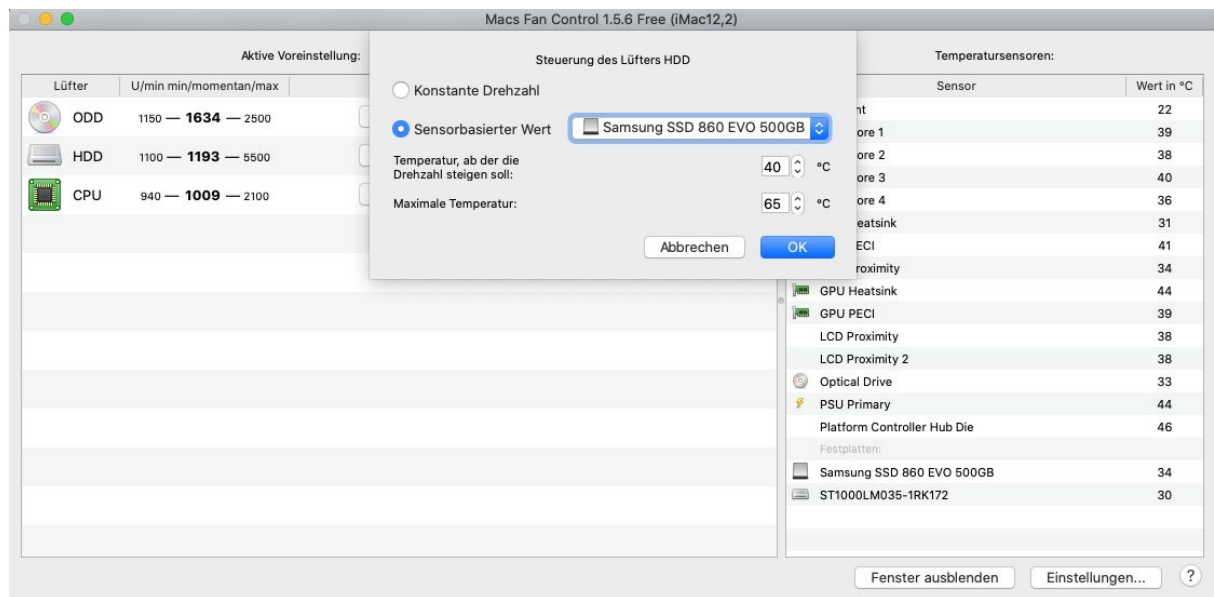 Macs Fan Control 1.5.6 Free (iMac12,2)
Aktive Voreinstellung:
Lüfter U/min min/momentan/max
ODD 1150 — 1634 — 2500
HDD 1100 — 1193 — 5500
CPU 940 — 1009 — 2100
Steuerung des Lüfters HDD
Konstante Drehzahl
Sensorbasierter Wert Samsung SSD 860 EVO 500GB
Temperatur, ab der die
Drehzahl steigen soll: 40 °C
Maximale Temperatur: 65 °C
Abbrechen OK
Temperatursensoren:
Sensor Wert in °C
22
1 39
2 38
3 40
4 36
31
41
34
GPU Heatsink 44
GPU PECI 39
LCD Proximity 38
LCD Proximity 2 38
Optical Drive 33
PSU Primary 44
Platform Controller Hub Die 46
Festplatten:
Samsung SSD 860 EVO 500GB 34
ST1000LM035-1RK172 30
Fenster ausblenden Einstellungen... ?